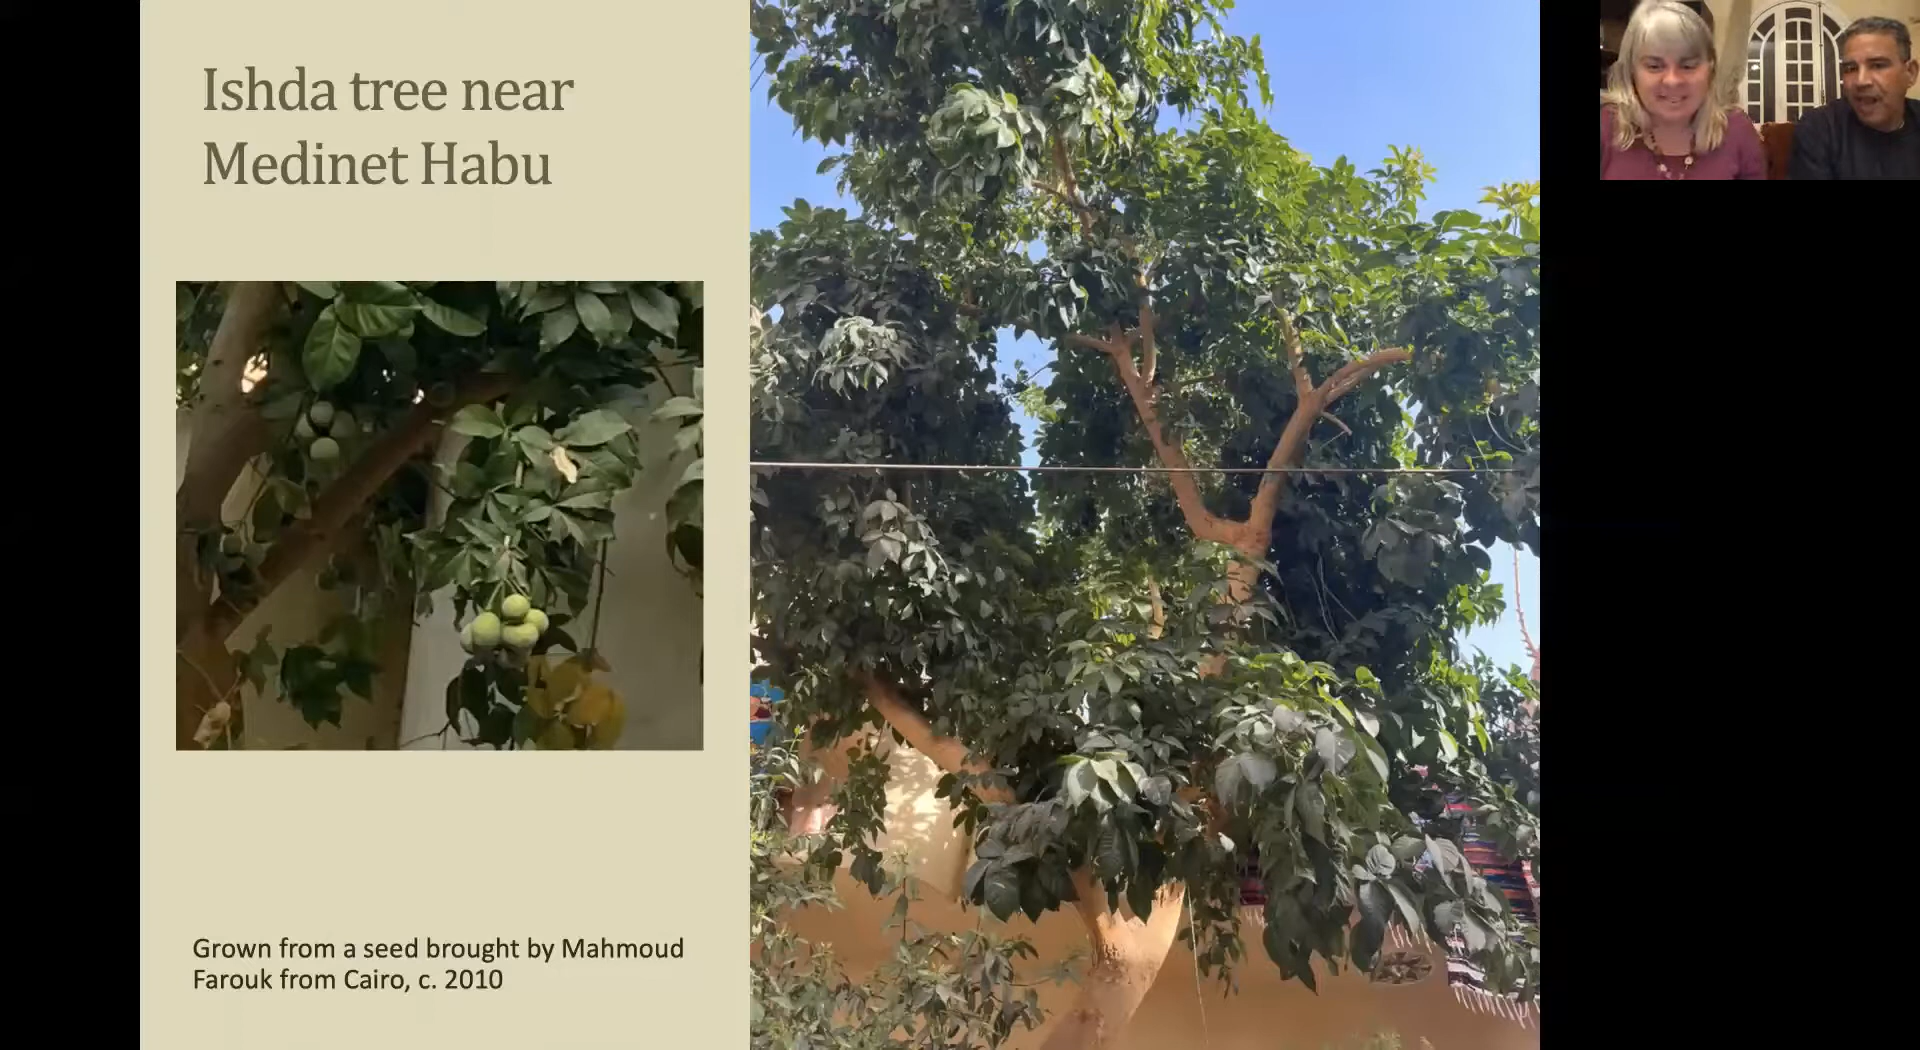 Ishda tree near
Medinet Habu
Grown from a seed brought by Mahmoud
Farouk from Cairo, c. 2010